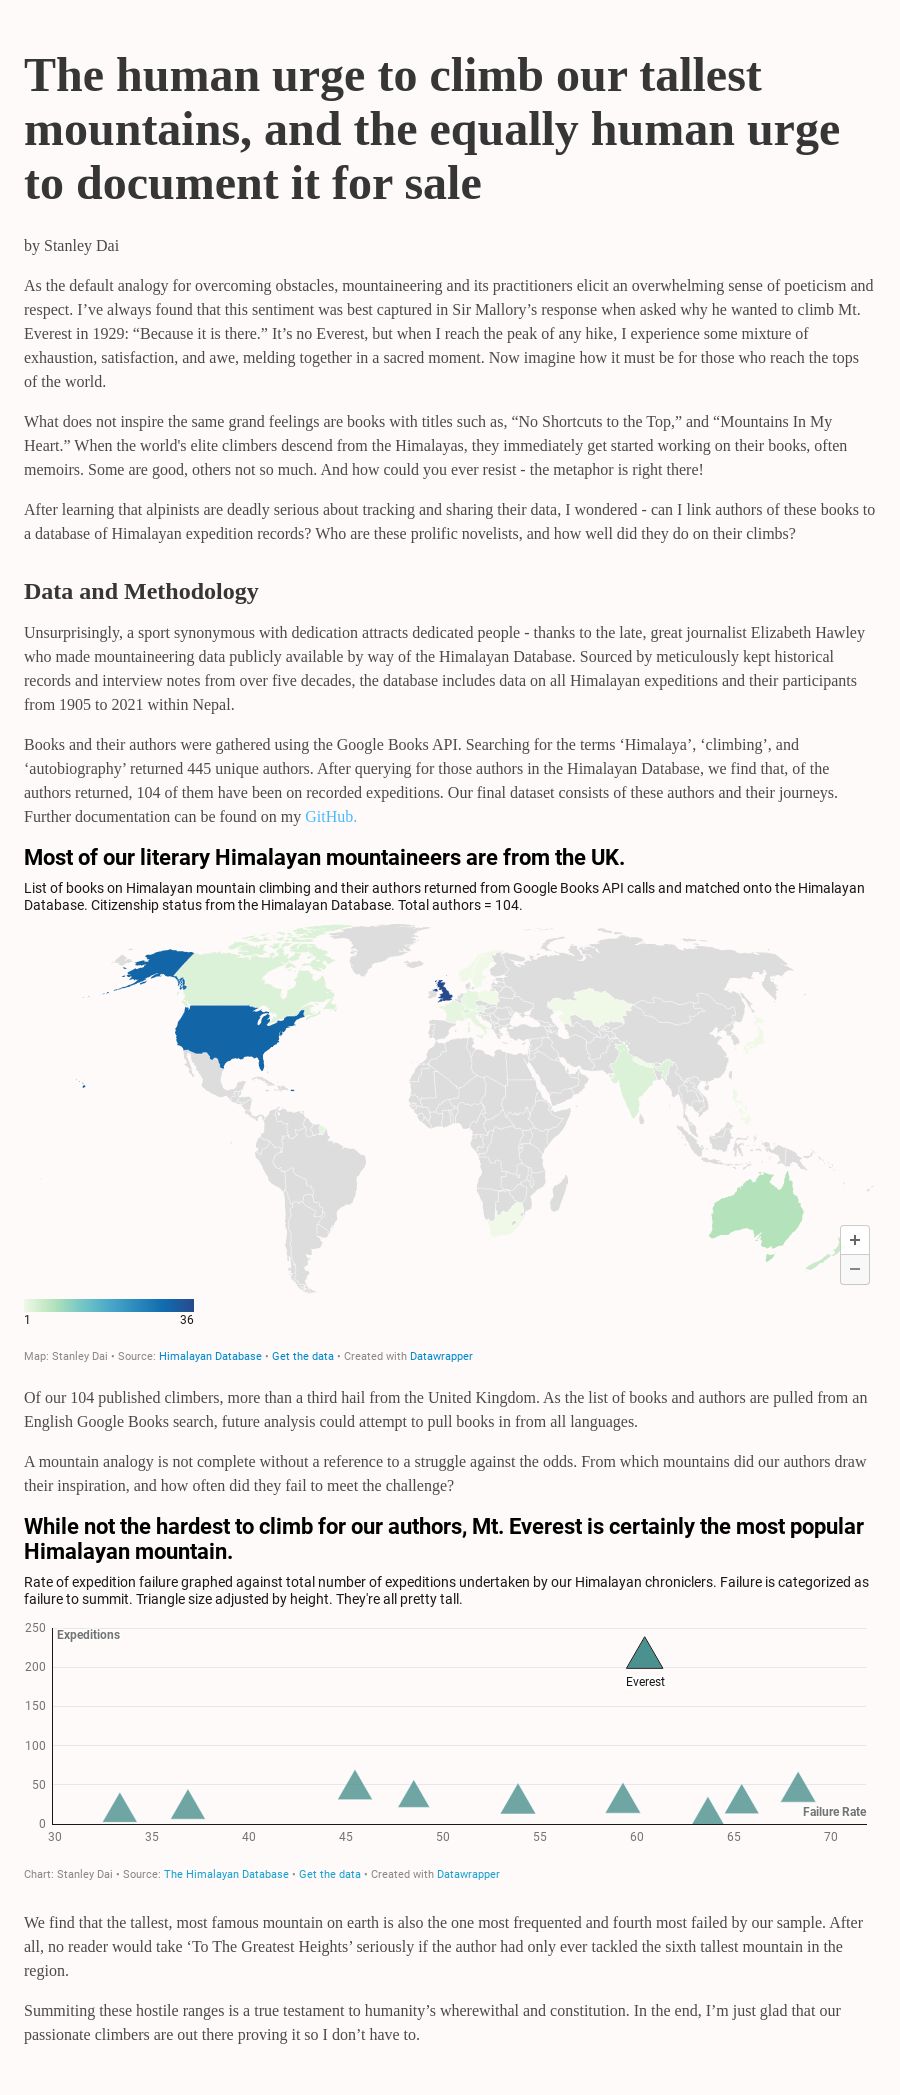 The human urge to climb our tallest
mountains, and the equally human urge
to document it for sale
by Stanley Dai
As the default analogy for overcoming obstacles, mountaineering and its practitioners elicit an overwhelming sense of poeticism and
respect. I’ve always found that this sentiment was best captured in Sir Mallory’s response when asked why he wanted to climb Mt.
Everest in 1929: “Because it is there.” It’s no Everest, but when I reach the peak of any hike, I experience some mixture of
exhaustion, satisfaction, and awe, melding together in a sacred moment. Now imagine how it must be for those who reach the tops
of the world.
What does not inspire the same grand feelings are books with titles such as, “No Shortcuts to the Top,” and “Mountains In My
Heart.” When the world's elite climbers descend from the Himalayas, they immediately get started working on their books, often
memoirs. Some are good, others not so much. And how could you ever resist - the metaphor is right there!
After learning that alpinists are deadly serious about tracking and sharing their data, I wondered - can I link authors of these books to
a database of Himalayan expedition records? Who are these prolific novelists, and how well did they do on their climbs?
Data and Methodology
Unsurprisingly, a sport synonymous with dedication attracts dedicated people - thanks to the late, great journalist Elizabeth Hawley
who made mountaineering data publicly available by way of the Himalayan Database. Sourced by meticulously kept historical
records and interview notes from over five decades, the database includes data on all Himalayan expeditions and their participants
from 1905 to 2021 within Nepal.
Books and their authors were gathered using the Google Books API. Searching for the terms ‘Himalaya’, ‘climbing’, and
‘autobiography’ returned 445 unique authors. After querying for those authors in the Himalayan Database, we find that, of the
authors returned, 104 of them have been on recorded expeditions. Our final dataset consists of these authors and their journeys.
Further documentation can be found on my GitHub.
Most of our literary Himalayan mountaineers are from the UK.
List of books on Himalayan mountain climbing and their authors returned from Google Books API calls and matched onto the Himalayan
Database. Citizenship status from the Himalayan Database. Total authors = 104.
+
−
1 36
Map: Stanley Dai • Source: Himalayan Database • Get the data • Created with Datawrapper
Of our 104 published climbers, more than a third hail from the United Kingdom. As the list of books and authors are pulled from an
English Google Books search, future analysis could attempt to pull books in from all languages.
A mountain analogy is not complete without a reference to a struggle against the odds. From which mountains did our authors draw
their inspiration, and how often did they fail to meet the challenge?
While not the hardest to climb for our authors, Mt. Everest is certainly the most popular
Himalayan mountain.
Rate of expedition failure graphed against total number of expeditions undertaken by our Himalayan chroniclers. Failure is categorized as
failure to summit. Triangle size adjusted by height. They're all pretty tall.
250
Expeditions
200
Everest
150
100
50
Failure Rate
0
30 35 40 45 50 55 60 65 70
Chart: Stanley Dai • Source: The Himalayan Database • Get the data • Created with Datawrapper
We find that the tallest, most famous mountain on earth is also the one most frequented and fourth most failed by our sample. After
all, no reader would take ‘To The Greatest Heights’ seriously if the author had only ever tackled the sixth tallest mountain in the
region.
Summiting these hostile ranges is a true testament to humanity’s wherewithal and constitution. In the end, I’m just glad that our
passionate climbers are out there proving it so I don’t have to.